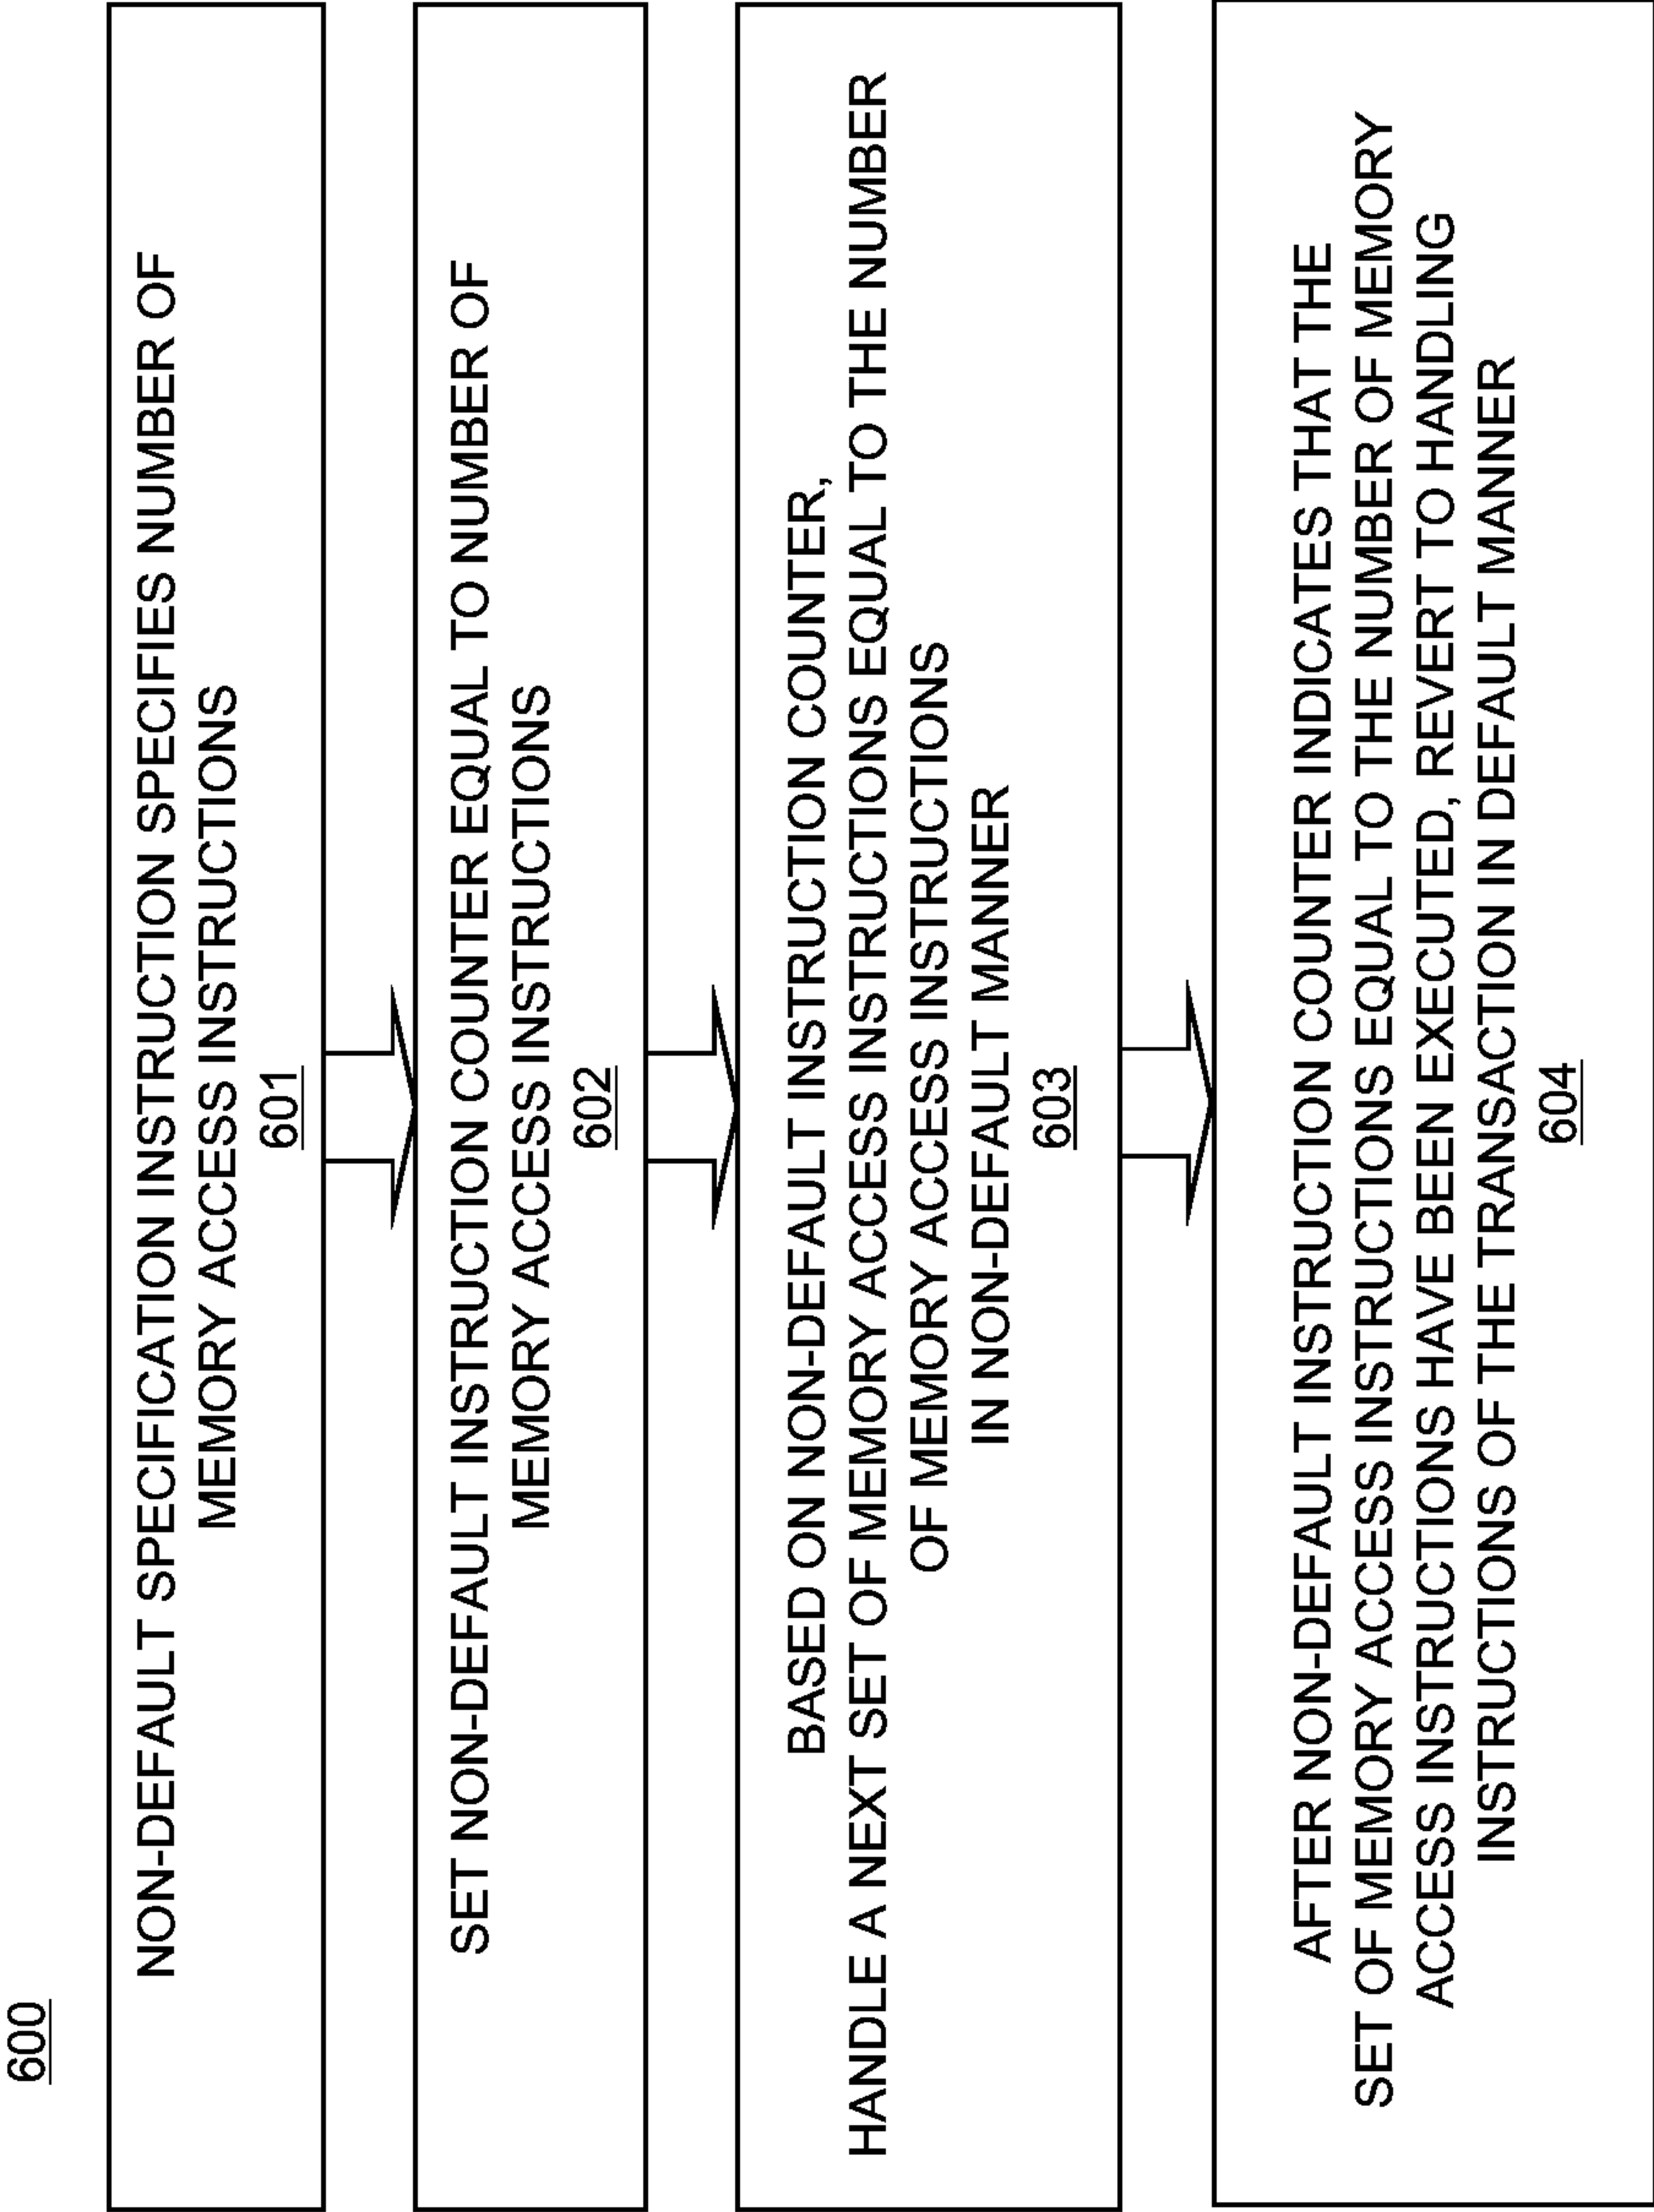 600
NON-DEFAULT SPECIFICATION INSTRUCTION SPECIFIES NUMBER OF
MEMORY ACCESS INSTRUCTIONS
601
SET NON-DEFAULT INSTRUCTION COUNTER EQUAL TO NUMBER OF
MEMORY ACCESS INSTRUCTIONS
602
BASED ON NON-DEFAULT INSTRUCTION COUNTER,
HANDLE A NEXT SET OF MEMORY ACCESS INSTRUCTIONS EQUAL TO THE NUMBER
OF MEMORY ACCESS INSTRUCTIONS
IN NON-DEFAULT MANNER
603
AFTER NON-DEFAULT INSTRUCTION COUNTER INDICATES THAT THE
SET OF MEMORY ACCESS INSTRUCTIONS EQUAL TO THE NUMBER OF MEMORY
ACCESS INSTRUCTIONS HAVE BEEN EXECUTED, REVERT TO HANDLING
INSTRUCTIONS OF THE TRANSACTION IN DEFAULT MANNER
604